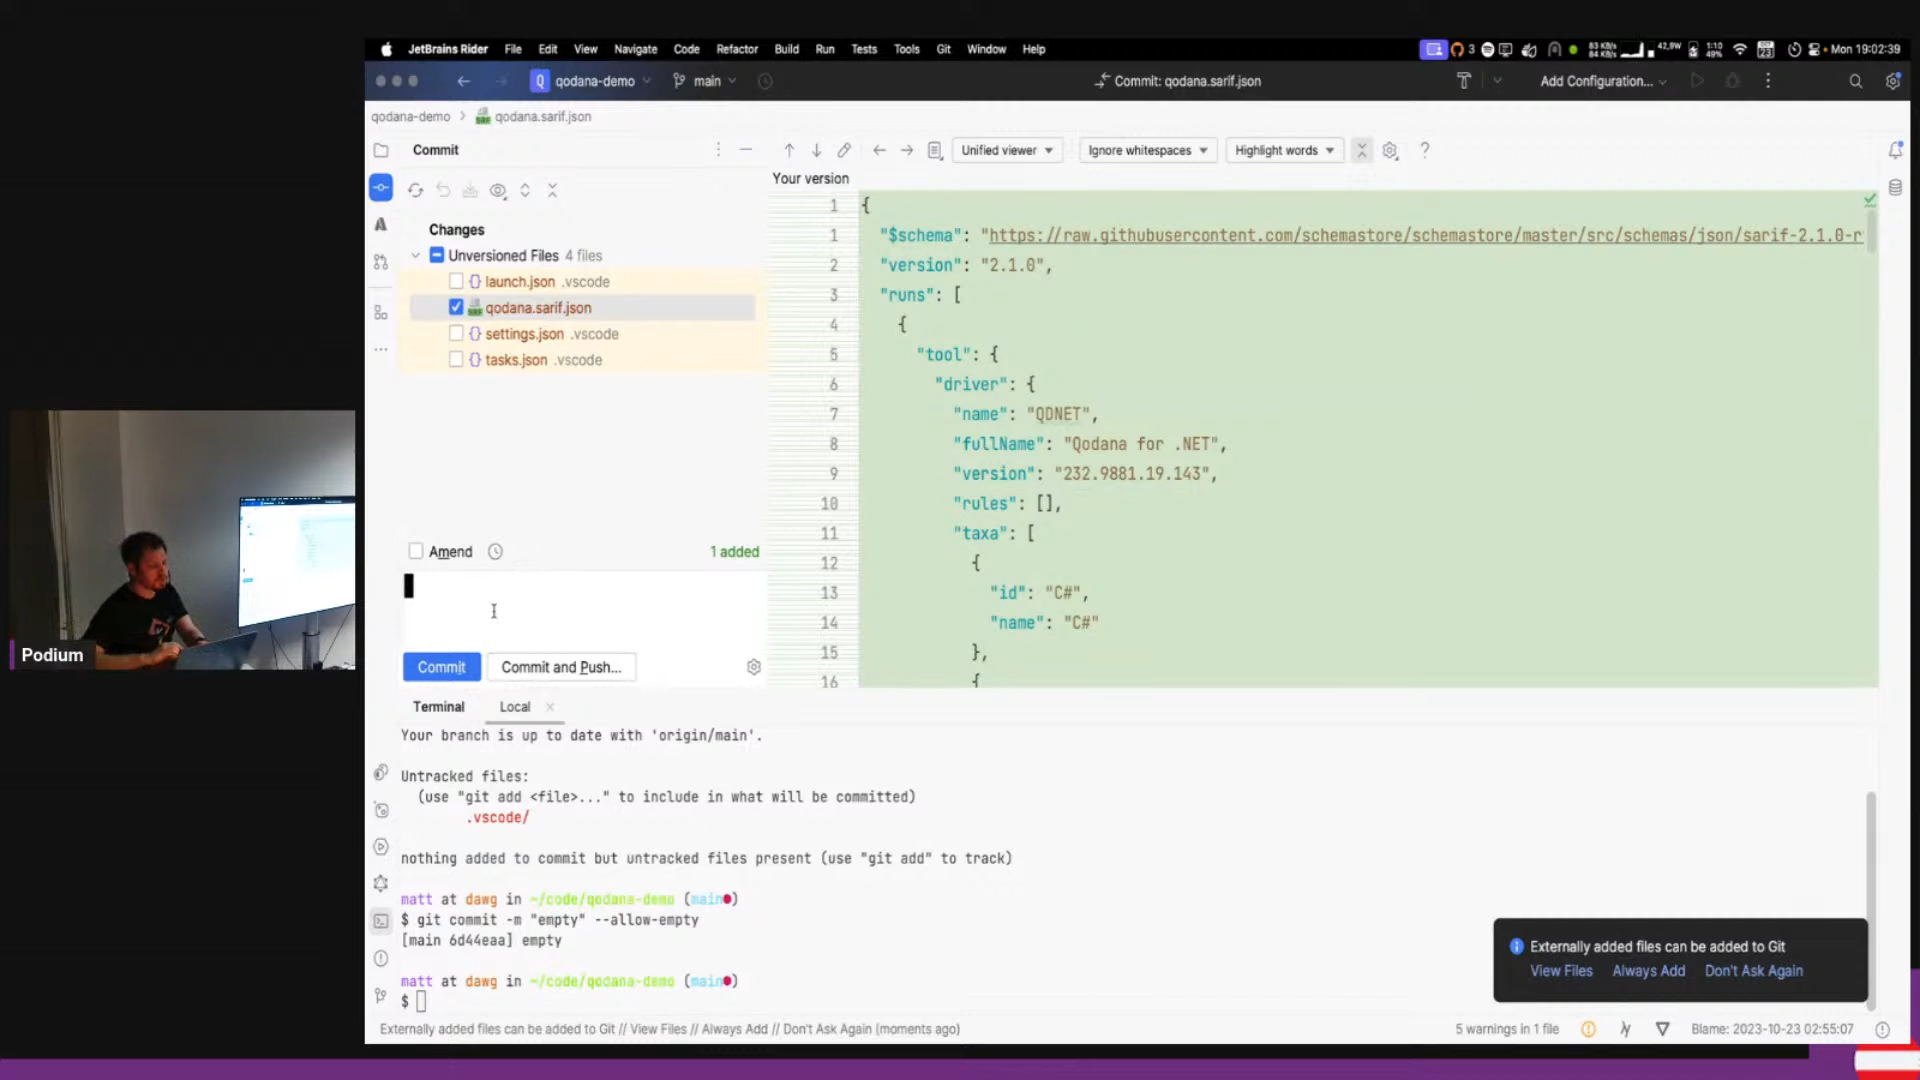 JetBrains Rider File Edit View Navigate Code Refactor Build Run Tests Tools Git Window Help
3 83 KB/s 84 KB/s 42,9W 1:10 49% 23 Mon 19:02:39
Q qodana-demo main Commit: qodana.sarif.json Add Configuration...
qodana-demo > qodana.sarif.json
Commit
Unified viewer Ignore whitespaces Highlight words ?
Your version
Changes
Unversioned Files 4 files
launch.json .vscode
qodana.sarif.json
settings.json .vscode
tasks.json .vscode
Amend 1 added
Commit Commit and Push...
1 {
1 "$schema": "https://raw.githubusercontent.com/schemastore/schemastore/master/src/schemas/json/sarif-2.1.0-r
2 "version": "2.1.0",
3 "runs": [
4 {
5 "tool": {
6 "driver": {
7 "name": "QDNET",
8 "fullName": "Qodana for .NET",
9 "version": "232.9881.19.143",
10 "rules": [],
11 "taxa": [
12 {
13 "id": "C#",
14 "name": "C#"
15 },
16 {
Podium
Terminal Local
Your branch is up to date with 'origin/main'.
Untracked files:
(use "git add <file>..." to include in what will be committed)
.vscode/
nothing added to commit but untracked files present (use "git add" to track)
matt at dawg in ~/code/qodana-demo (main●)
$ git commit -m "empty" --allow-empty
[main 6d44eaa] empty
matt at dawg in ~/code/qodana-demo (main●)
$
Externally added files can be added to Git
View Files Always Add Don't Ask Again
Externally added files can be added to Git // View Files // Always Add // Don't Ask Again (moments ago)
5 warnings in 1 file Blame: 2023-10-23 02:55:07